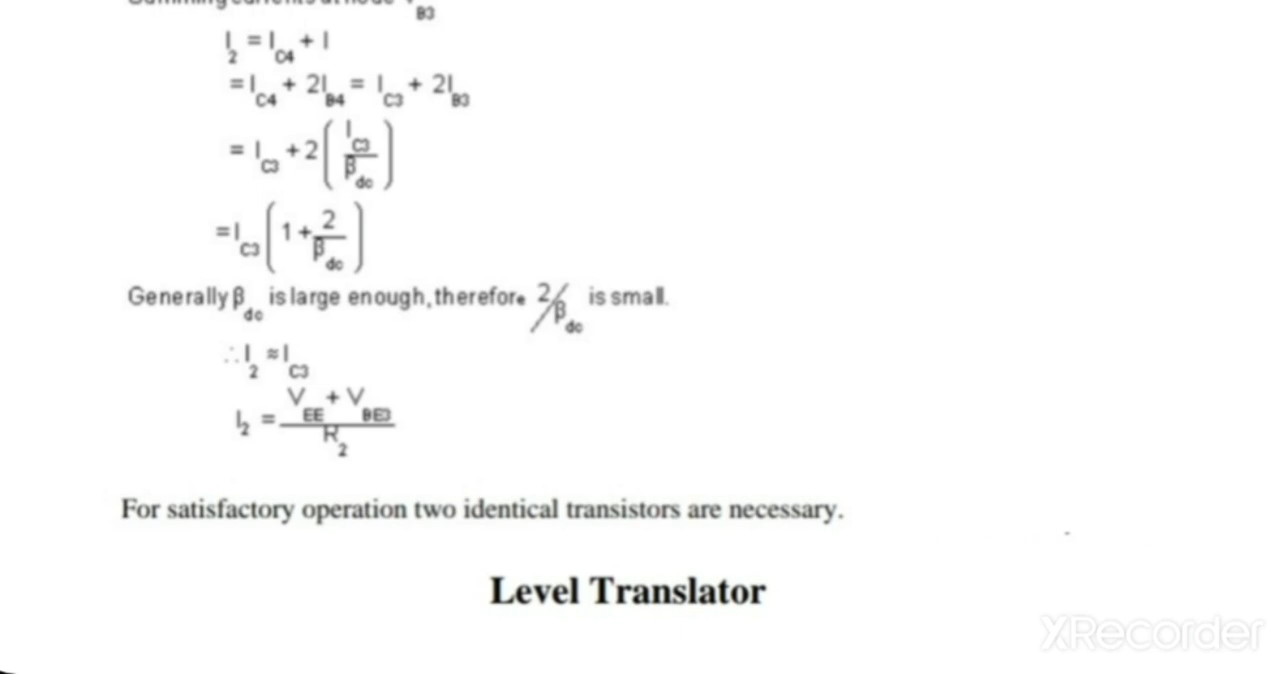 B3
I2 = IC4 + I
= IC4 + 2IB4 = IC3 + 2IB3
= IC3 + 2 ( IC3 / βdc )
= IC3 ( 1 + 2 / βdc )
Generally βdc is large enough, therefore 2/βdc is small.
∴ I2 ≈ IC3
I2 = VEE + VBE3 / R2
For satisfactory operation two identical transistors are necessary.
Level Translator
XRecorder